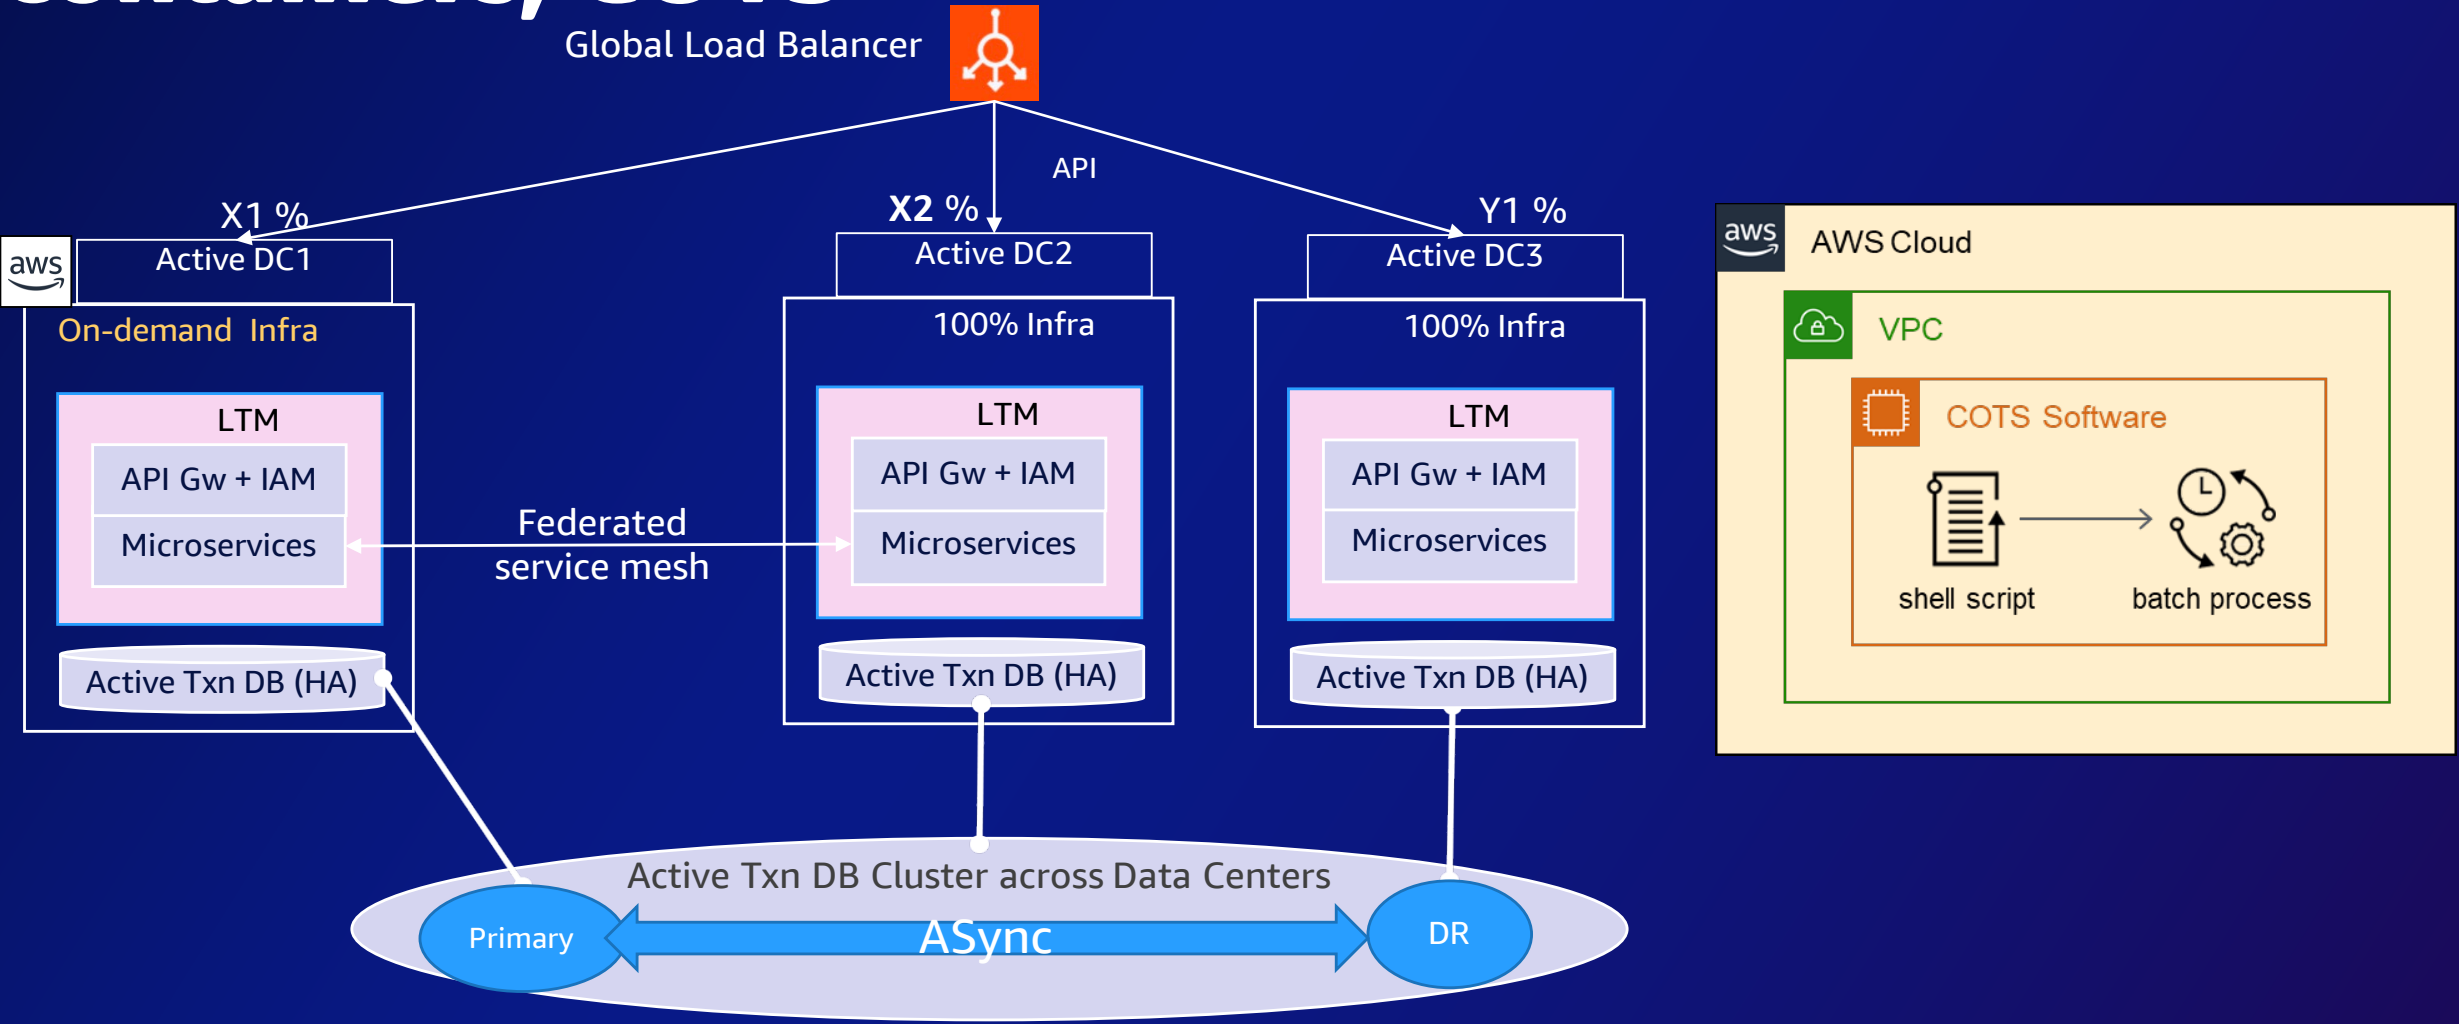 Global Load Balancer
API
X1 %
X2 %
Y1 %
aws
Active DC1
On-demand Infra
LTM
API Gw + IAM
Microservices
Active Txn DB (HA)
Federated
service mesh
Active DC2
100% Infra
LTM
API Gw + IAM
Microservices
Active Txn DB (HA)
Active DC3
100% Infra
LTM
API Gw + IAM
Microservices
Active Txn DB (HA)
Active Txn DB Cluster across Data Centers
Primary
ASync
DR
aws
AWS Cloud
VPC
COTS Software
shell script
batch process